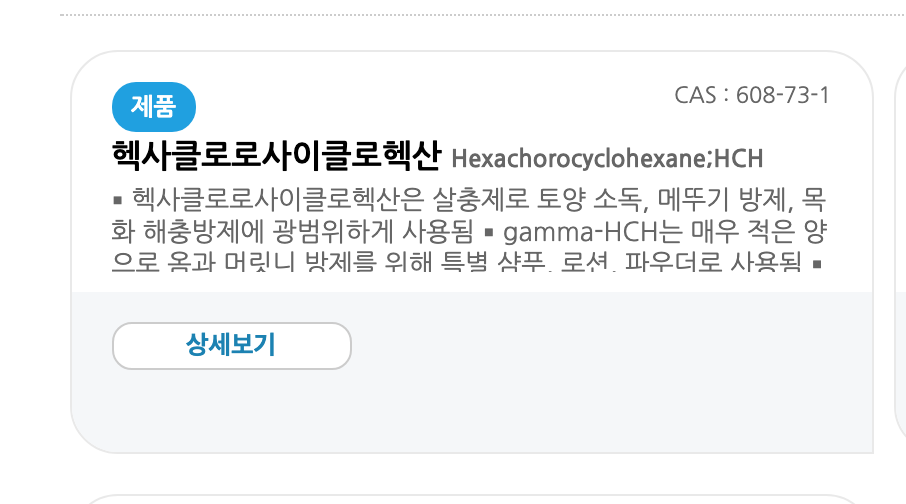 제품
CAS : 608-73-1
헥사클로로사이클로헥산 Hexachorocyclohexane;HCH
▪ 헥사클로로사이클로헥산은 살충제로 토양 소독, 메뚜기 방제, 목
화 해충방제에 광범위하게 사용됨 ▪ gamma-HCH는 매우 적은 양
으로 옴과 머릿니 방제를 위해 특별 샴푸, 로션, 파우더로 사용됨 ▪
상세보기